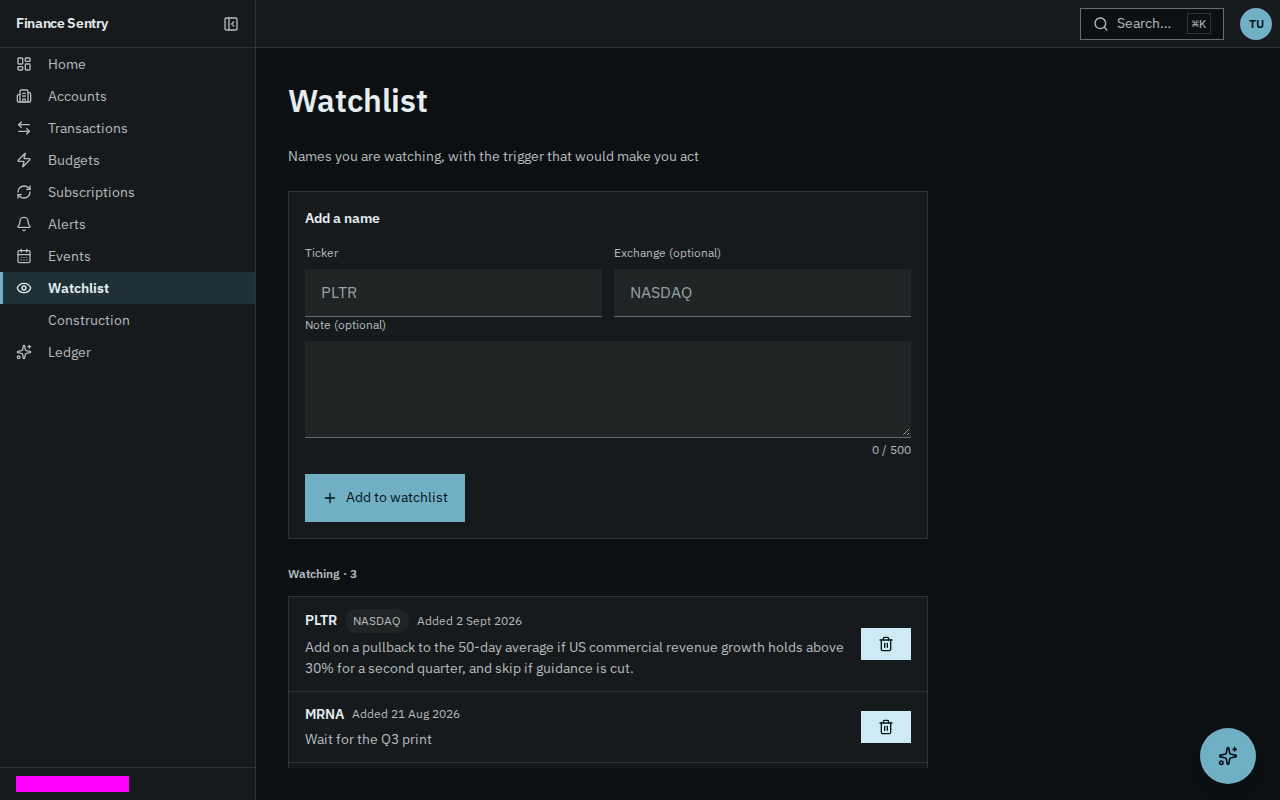 Finance Sentry
Search...
⌘K
TU
Home
Accounts
Transactions
Budgets
Subscriptions
Alerts
Events
Watchlist
Construction
Ledger
Watchlist
Names you are watching, with the trigger that would make you act
Add a name
Ticker
Exchange (optional)
PLTR
NASDAQ
Note (optional)
0 / 500
Add to watchlist
Watching · 3
PLTR NASDAQ Added 2 Sept 2026
Add on a pullback to the 50-day average if US commercial revenue growth holds above
30% for a second quarter, and skip if guidance is cut.
MRNA Added 21 Aug 2026
Wait for the Q3 print